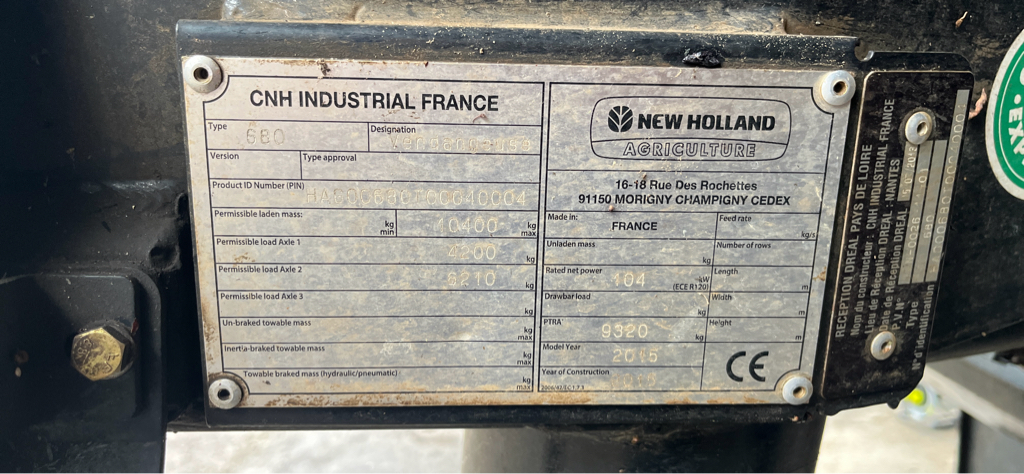 CNH INDUSTRIAL FRANCE
Type
680
Designation
Vendangeuse
Version
Type approval
Product ID Number (PIN)
Permissible laden mass:
kg
min
10400
kg
max
Permissible load Axle 1
4200
kg
Permissible load Axle 2
6210
kg
Permissible load Axle 3
kg
Un-braked towable mass
kg
max
Inertia-braked towable mass
kg
max
Towable braked mass (hydraulic/pneumatic)
kg
max
NEW HOLLAND
AGRICULTURE
16-18 Rue Des Rochettes
91150 MORIGNY CHAMPIGNY CEDEX
Made in:
FRANCE
Feed rate
kg/s
Unladen mass
kg
Number of rows
Rated net power
104
kW
(ECE R120)
Length
m
Drawbar load
kg
Width
m
PTRA
9320
kg
Height
m
Model Year
2015
Year of Construction
CE
RECEPTION DREAL PAYS DE LOIRE
Nom du constructeur : CNH INDUSTRIAL FRANCE
Lieu de Réception DREAL : NANTES
Date de Réception DREAL
P.V. N°
Type
680
N° d'identification